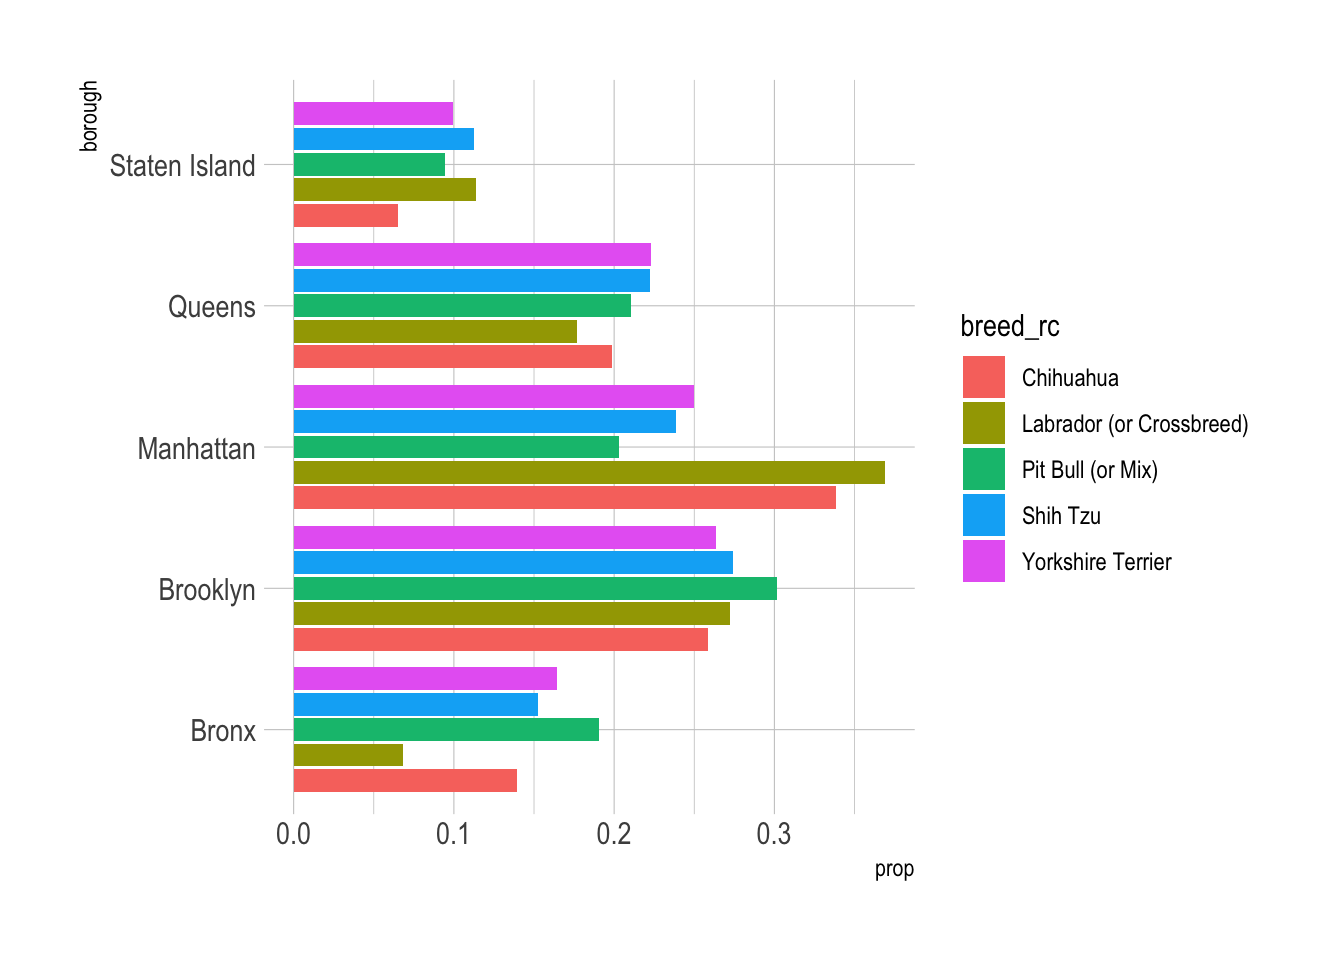 borough
Staten Island
Queens
Manhattan
Brooklyn
Bronx
0.0 0.1 0.2 0.3
prop
breed_rc
Chihuahua
Labrador (or Crossbreed)
Pit Bull (or Mix)
Shih Tzu
Yorkshire Terrier